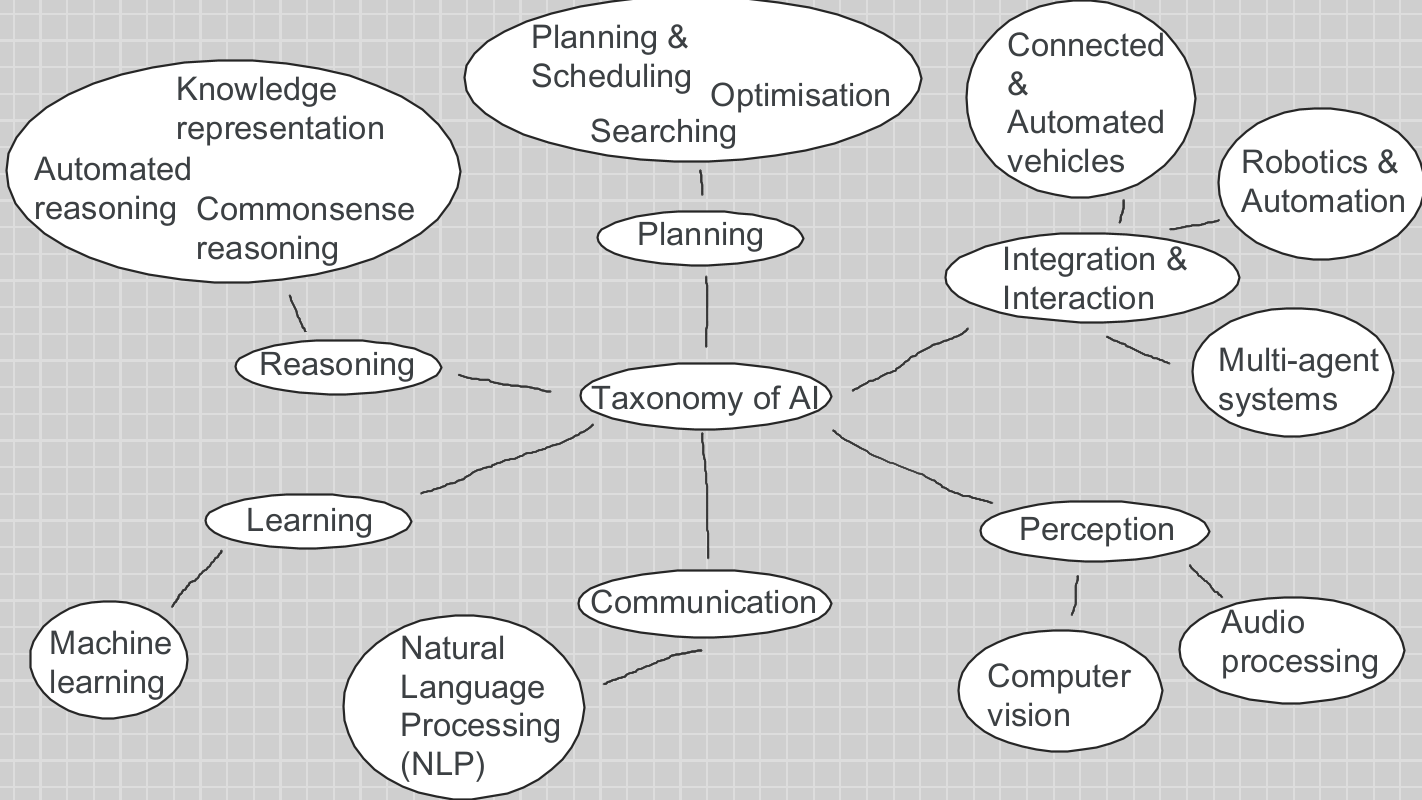 Planning &
Scheduling
Optimisation
Searching
Connected
&
Automated
vehicles
Knowledge
representation
Automated
reasoning
Commonsense
reasoning
Robotics &
Automation
Planning
Integration &
Interaction
Reasoning
Taxonomy of AI
Multi-agent
systems
Learning
Perception
Communication
Machine
learning
Natural
Language
Processing
(NLP)
Computer
vision
Audio
processing